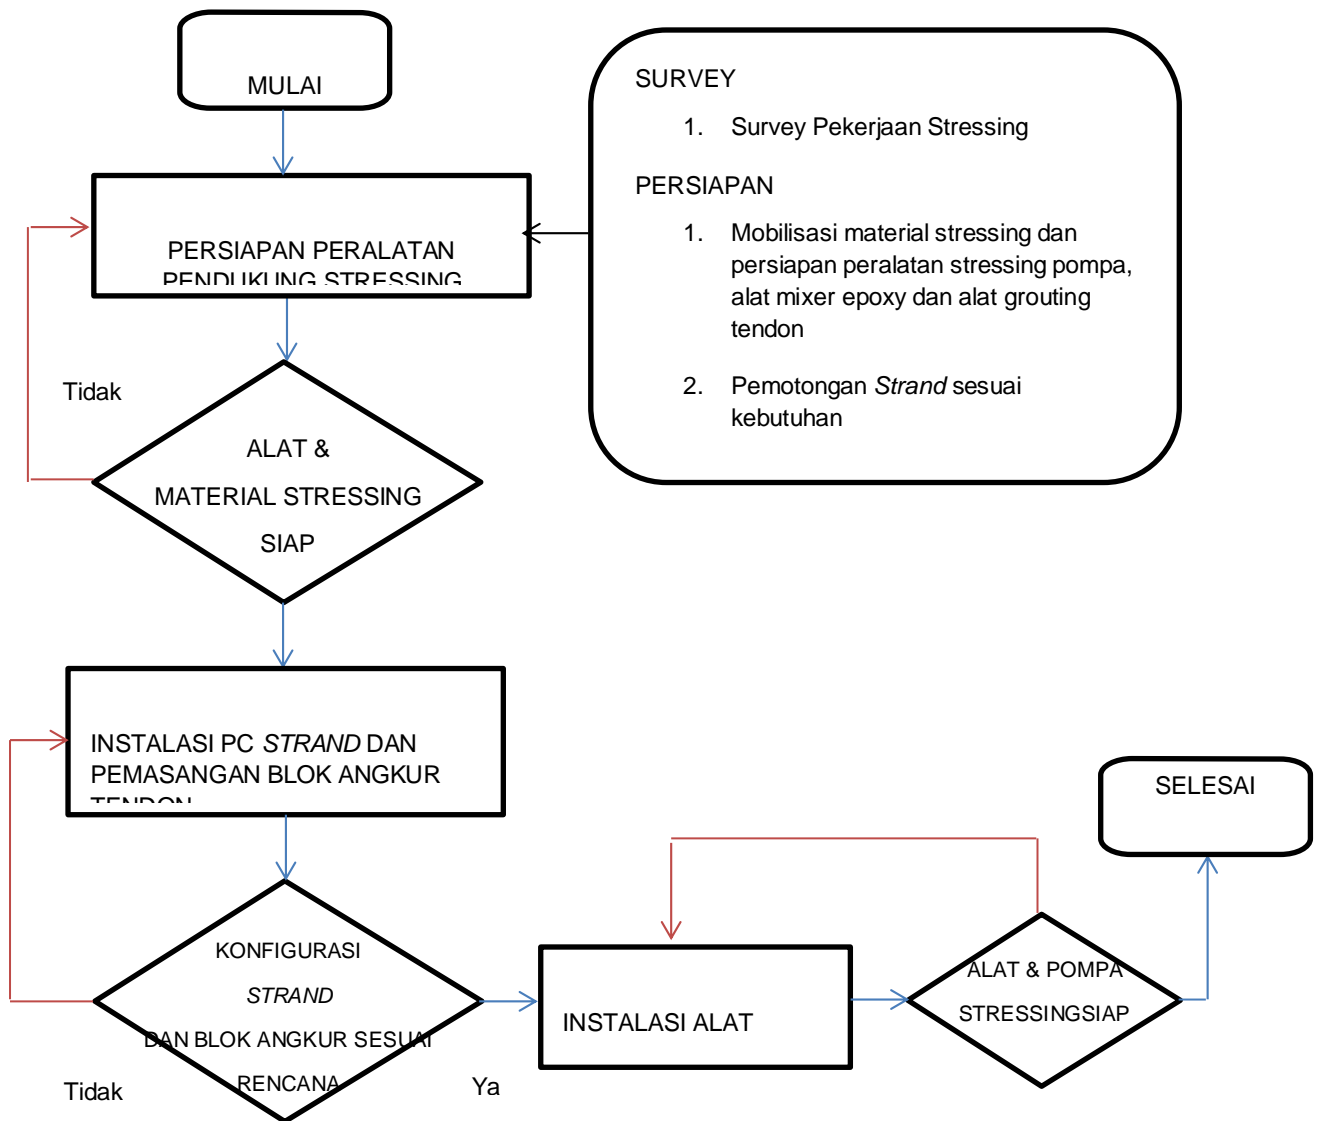 MULAI
SURVEY
1. Survey Pekerjaan Stressing
PERSIAPAN
1. Mobilisasi material stressing dan
persiapan peralatan stressing pompa,
alat mixer epoxy dan alat grouting
tendon
2. Pemotongan Strand sesuai
kebutuhan
PERSIAPAN PERALATAN
PENDUKUNG STRESSING
Tidak
ALAT &
MATERIAL STRESSING
SIAP
INSTALASI PC STRAND DAN
PEMASANGAN BLOK ANGKUR
TENDON
KONFIGURASI
STRAND
DAN BLOK ANGKUR SESUAI
RENCANA
Tidak
Ya
INSTALASI ALAT
ALAT & POMPA
STRESSINGSIAP
SELESAI